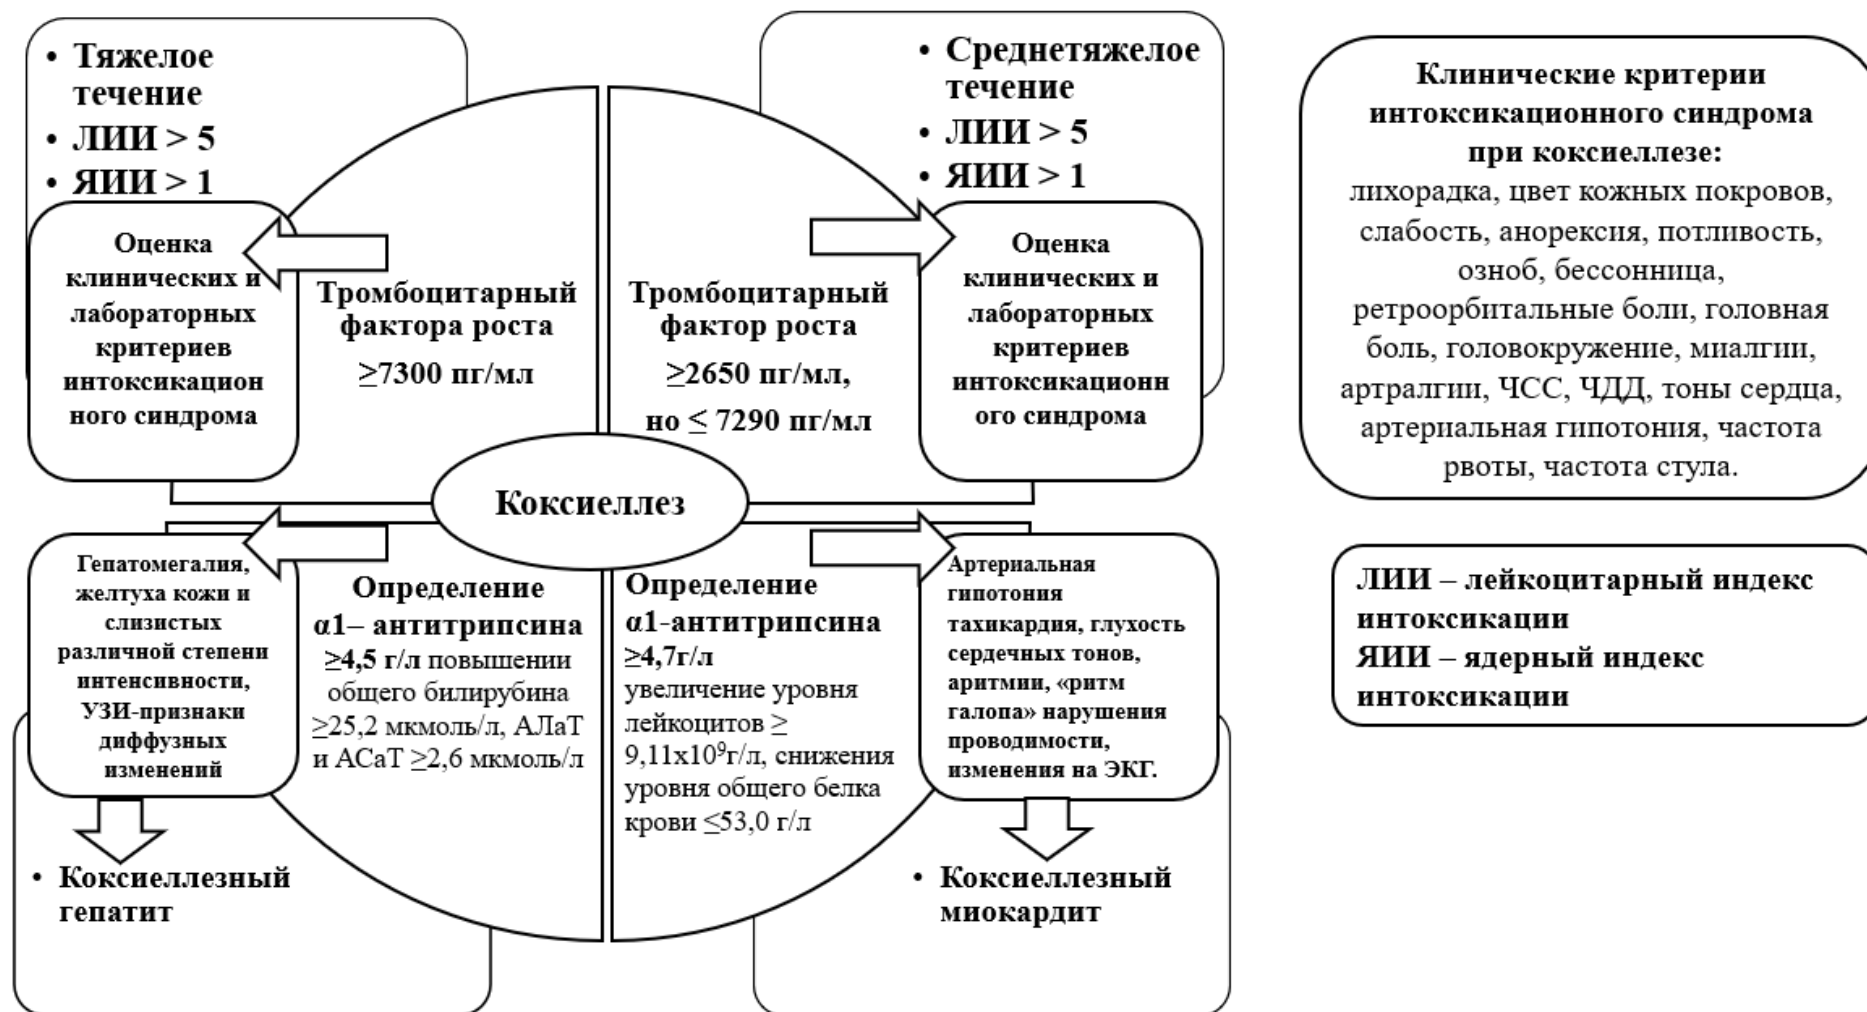 • Тяжелое
течение
• ЛИИ > 5
• ЯИИ > 1
Оценка
клинических и
лабораторных
критериев
интоксикацион
ного синдрома
Тромбоцитарный
фактора роста
≥7300 пг/мл
• Среднетяжелое
течение
• ЛИИ > 5
• ЯИИ > 1
Тромбоцитарный
фактор роста
≥2650 пг/мл,
но ≤ 7290 пг/мл
Оценка
клинических и
лабораторных
критериев
интоксикационн
ого синдрома
Коксиеллез
Гепатомегалия,
желтуха кожи и
слизистых
различной степени
интенсивности,
УЗИ-признаки
диффузных
изменений
Определение
α1– антитрипсина
≥4,5 г/л повышении
общего билирубина
≥25,2 мкмоль/л, АЛаТ
и АСаТ ≥2,6 мкмоль/л
• Коксиеллезный
гепатит
Определение
α1-антитрипсина
≥4,7г/л
увеличение уровня
лейкоцитов ≥
9,11х10⁹г/л, снижения
уровня общего белка
крови ≤53,0 г/л
Артериальная
гипотония
тахикардия, глухость
сердечных тонов,
аритмии, «ритм
галопа» нарушения
проводимости,
изменения на ЭКГ.
• Коксиеллезный
миокардит
Клинические критерии
интоксикационного синдрома
при коксиеллезе:
лихорадка, цвет кожных покровов,
слабость, анорексия, потливость,
озноб, бессонница,
ретроорбитальные боли, головная
боль, головокружение, миалгии,
артралгии, ЧСС, ЧДД, тоны сердца,
артериальная гипотония, частота
рвоты, частота стула.
ЛИИ – лейкоцитарный индекс
интоксикации
ЯИИ – ядерный индекс
интоксикации